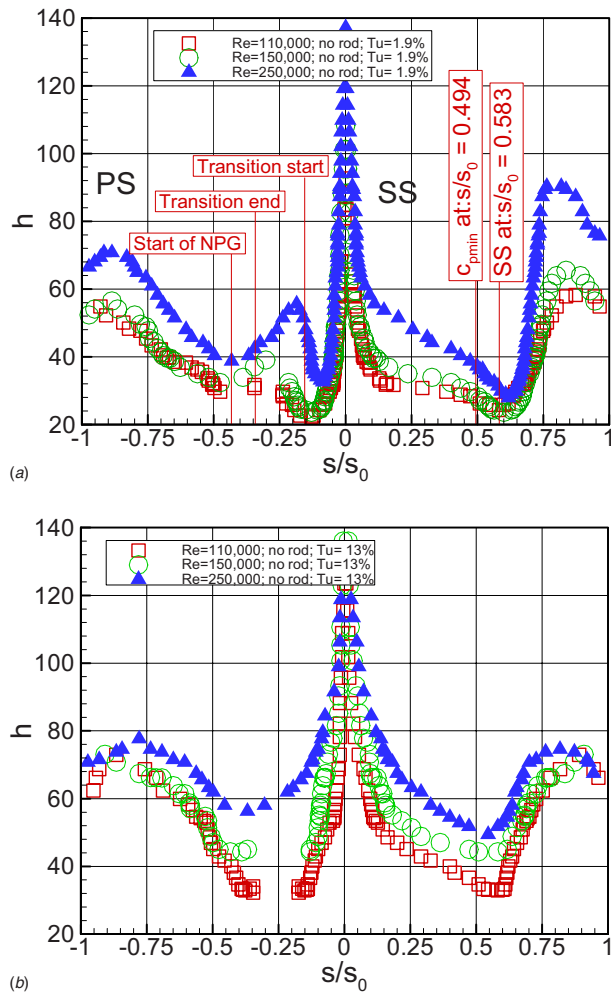 140
120
100
80
60
40
20
h
Re=110,000; no rod; Tu=1.9%
Re=150,000; no rod; Tu= 1.9%
Re=250,000; no rod; Tu= 1.9%
PS
SS
Transition start
Transition end
Start of NPG
cpmin at:s/s0 = 0.494
SS at:s/s0 = 0.583
-1 -0.75 -0.5 -0.25 0 0.25 0.5 0.75 1
s/s0
(a)
140
120
100
80
60
40
20
h
Re=110,000; no rod; Tu= 13%
Re=150,000; no rod; Tu=13%
Re=250,000; no rod; Tu= 13%
-1 -0.75 -0.5 -0.25 0 0.25 0.5 0.75 1
s/s0
(b)